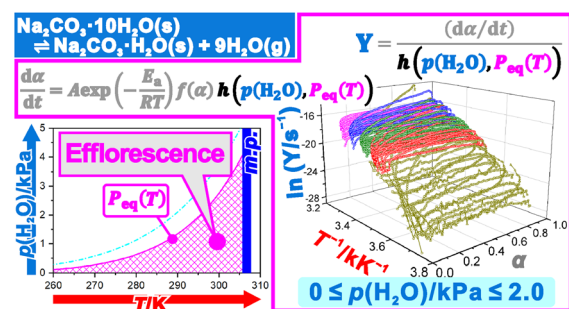 Na₂CO₃·10H₂O(s)
⇌ Na₂CO₃·H₂O(s) + 9H₂O(g)
dα/dt = Aexp(−Eₐ/RT) f(α) h(p(H₂O), P_eq(T))
Y = (dα/dt) / h(p(H₂O), P_eq(T))
p(H₂O)/kPa
5
4
3
2
1
0
Efflorescence
P_eq(T)
m.p.
260 270 280 290 300 310
T/K
ln (Y/s⁻¹)
-16
-20
-24
-28
3.2
3.4
3.6
3.8
T⁻¹/kK⁻¹
0.0 0.2 0.4 0.6 0.8 1.0
α
0 ≤ p(H₂O)/kPa ≤ 2.0